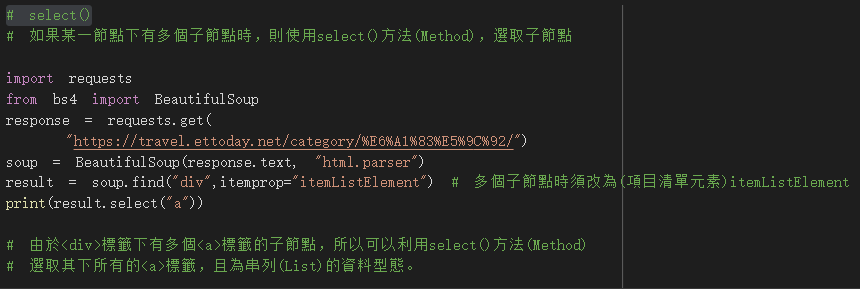 # select()
# 如果某一節點下有多個子節點時，則使用select()方法(Method)，選取子節點
import requests
from bs4 import BeautifulSoup
response = requests.get(
"https://travel.ettoday.net/category/%E6%A1%83%E5%9C%92/")
soup = BeautifulSoup(response.text, "html.parser")
result = soup.find("div",itemprop="itemListElement") # 多個子節點時須改為(項目清單元素)itemListElement
print(result.select("a"))
# 由於<div>標籤下有多個<a>標籤的子節點，所以可以利用select()方法(Method)
# 選取其下所有的<a>標籤，且為串列(List)的資料型態。